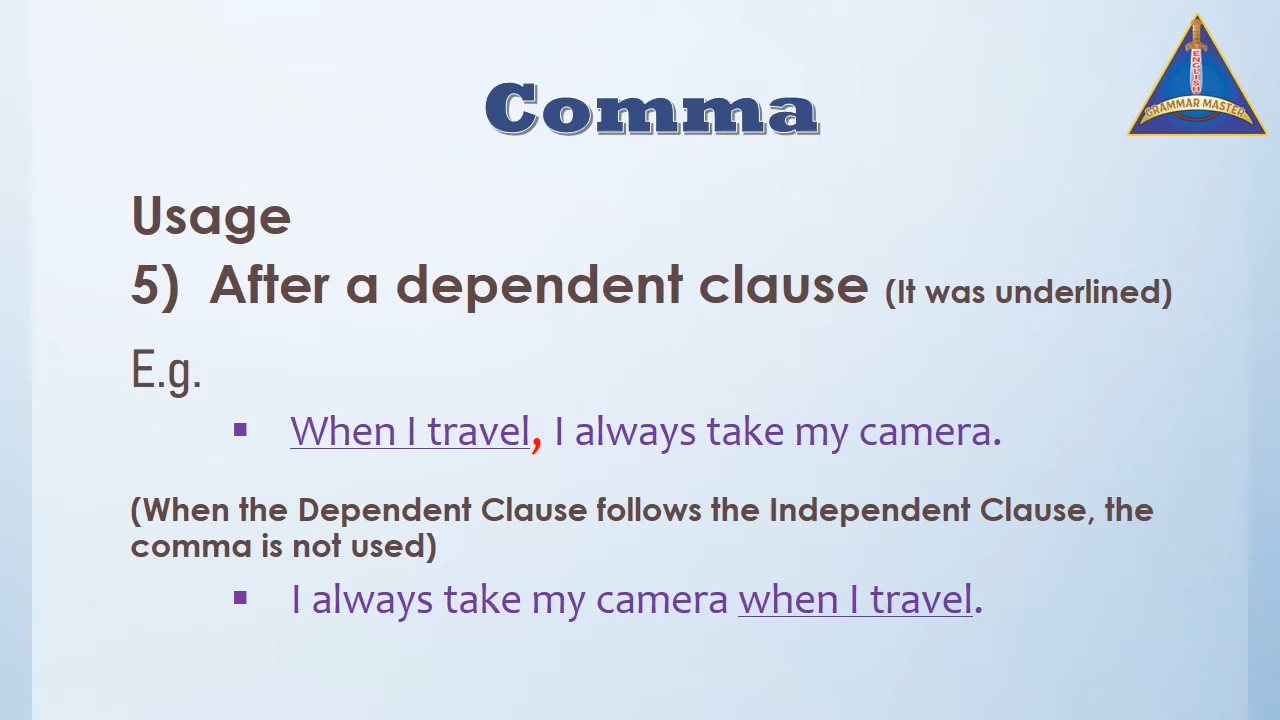 Comma
ENGLISH
GRAMMAR MASTER
Usage
5) After a dependent clause (It was underlined)
E.g.
▪ When I travel, I always take my camera.
(When the Dependent Clause follows the Independent Clause, the
comma is not used)
▪ I always take my camera when I travel.